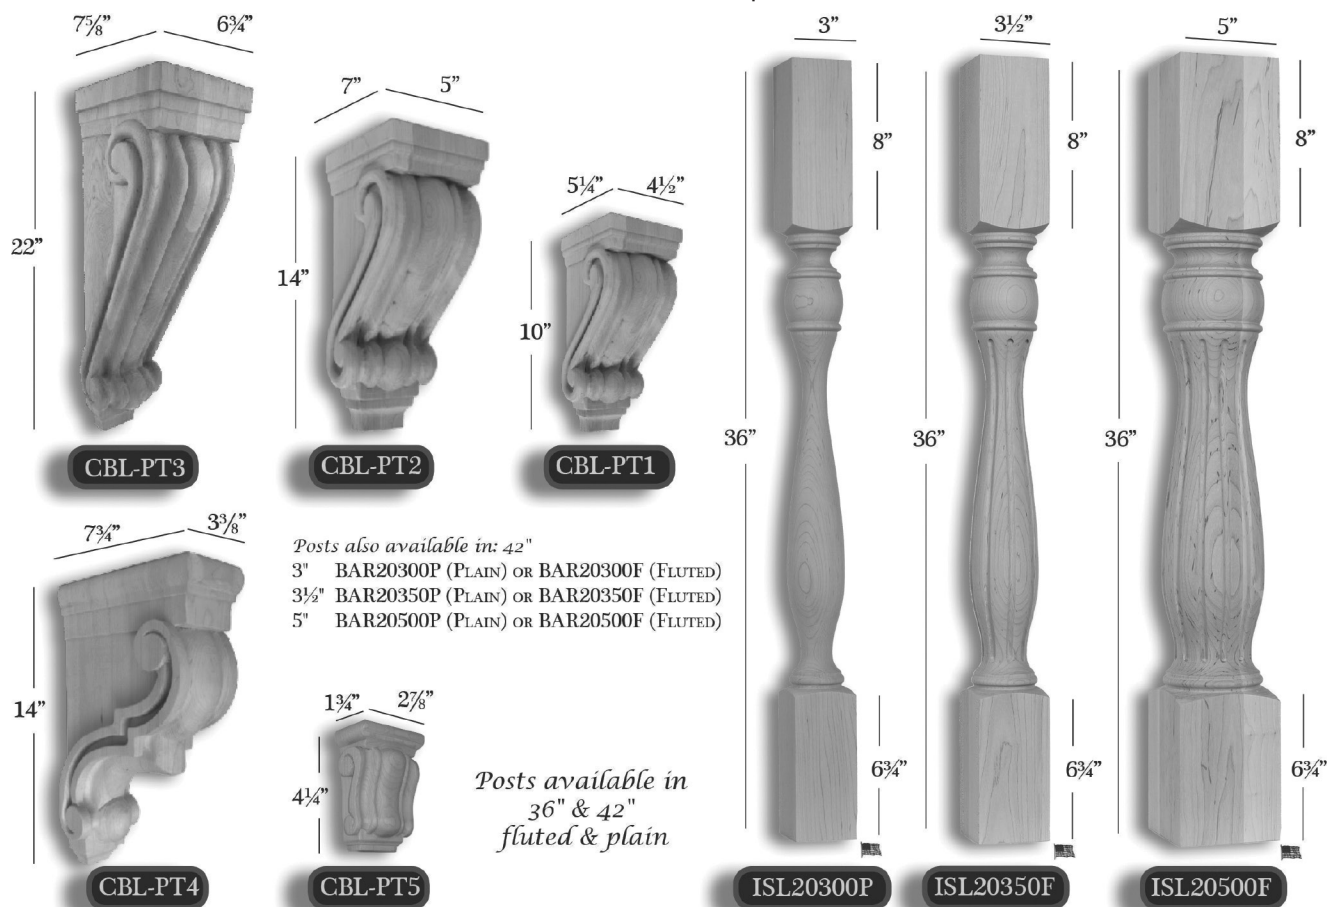 7⅝”
6¾”
22”
CBL-PT3
7”
5”
14”
CBL-PT2
5¼”
4½”
10”
CBL-PT1
3”
8”
36”
6¾”
ISL20300P
3½”
8”
36”
6¾”
ISL20350F
5”
8”
36”
6¾”
ISL20500F
7¾”
3⅜”
14”
CBL-PT4
Posts also available in: 42"
3" BAR20300P (Plain) or BAR20300F (Fluted)
3½" BAR20350P (Plain) or BAR20350F (Fluted)
5" BAR20500P (Plain) or BAR20500F (Fluted)
1¾”
2⅞”
4¼”
CBL-PT5
Posts available in
36" & 42"
fluted & plain